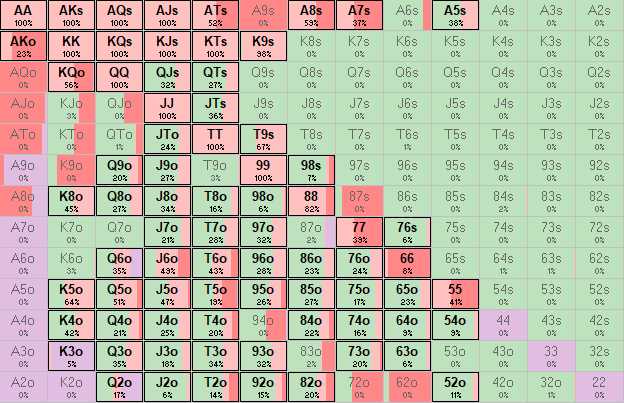 AA AKs AQs AJs ATs A9s A8s A7s A6s A5s A4s A3s A2s
100% 100% 100% 100% 52% 0% 59% 37% 0% 38% 0% 0% 0%
AKo KK KQs KJs KTs K9s K8s K7s K6s K5s K4s K3s K2s
23% 100% 100% 100% 100% 98% 0% 0% 0% 0% 0% 0% 0%
AQo KQo QQ QJs QTs Q9s Q8s Q7s Q6s Q5s Q4s Q3s Q2s
0% 56% 100% 32% 27% 0% 0% 0% 0% 0% 0% 0% 0%
AJo KJo QJo JJ JTs J9s J8s J7s J6s J5s J4s J3s J2s
0% 3% 0% 100% 36% 0% 0% 0% 0% 0% 0% 0% 0%
ATo KTo QTo JTo TT T9s T8s T7s T6s T5s T4s T3s T2s
0% 0% 1% 24% 100% 67% 0% 0% 1% 0% 0% 0% 0%
A9o K9o Q9o J9o T9o 99 98s 97s 96s 95s 94s 93s 92s
0% 0% 20% 27% 3% 100% 7% 0% 0% 0% 0% 0% 0%
A8o K8o Q8o J8o T8o 98o 88 87s 86s 85s 84s 83s 82s
0% 45% 27% 34% 16% 6% 82% 0% 0% 0% 2% 0% 0%
A7o K7o Q7o J7o T7o 97o 87o 77 76s 75s 74s 73s 72s
0% 0% 0% 21% 28% 32% 2% 39% 6% 0% 0% 0% 0%
A6o K6o Q6o J6o T6o 96o 86o 76o 66 65s 64s 63s 62s
0% 3% 35% 49% 43% 28% 23% 24% 8% 0% 1% 1% 0%
A5o K5o Q5o J5o T5o 95o 85o 75o 65o 55 54s 53s 52s
0% 64% 51% 47% 19% 26% 27% 17% 23% 41% 0% 0% 0%
A4o K4o Q4o J4o T4o 94o 84o 74o 64o 54o 44 43s 42s
0% 42% 21% 25% 20% 0% 22% 16% 9% 9% 0% 0% 0%
A3o K3o Q3o J3o T3o 93o 83o 73o 63o 53o 43o 33 32s
0% 5% 35% 18% 34% 32% 2% 20% 6% 0% 0% 0% 0%
A2o K2o Q2o J2o T2o 92o 82o 72o 62o 52o 42o 32o 22
0% 0% 17% 6% 14% 15% 20% 0% 0% 11% 0% 1% 0%